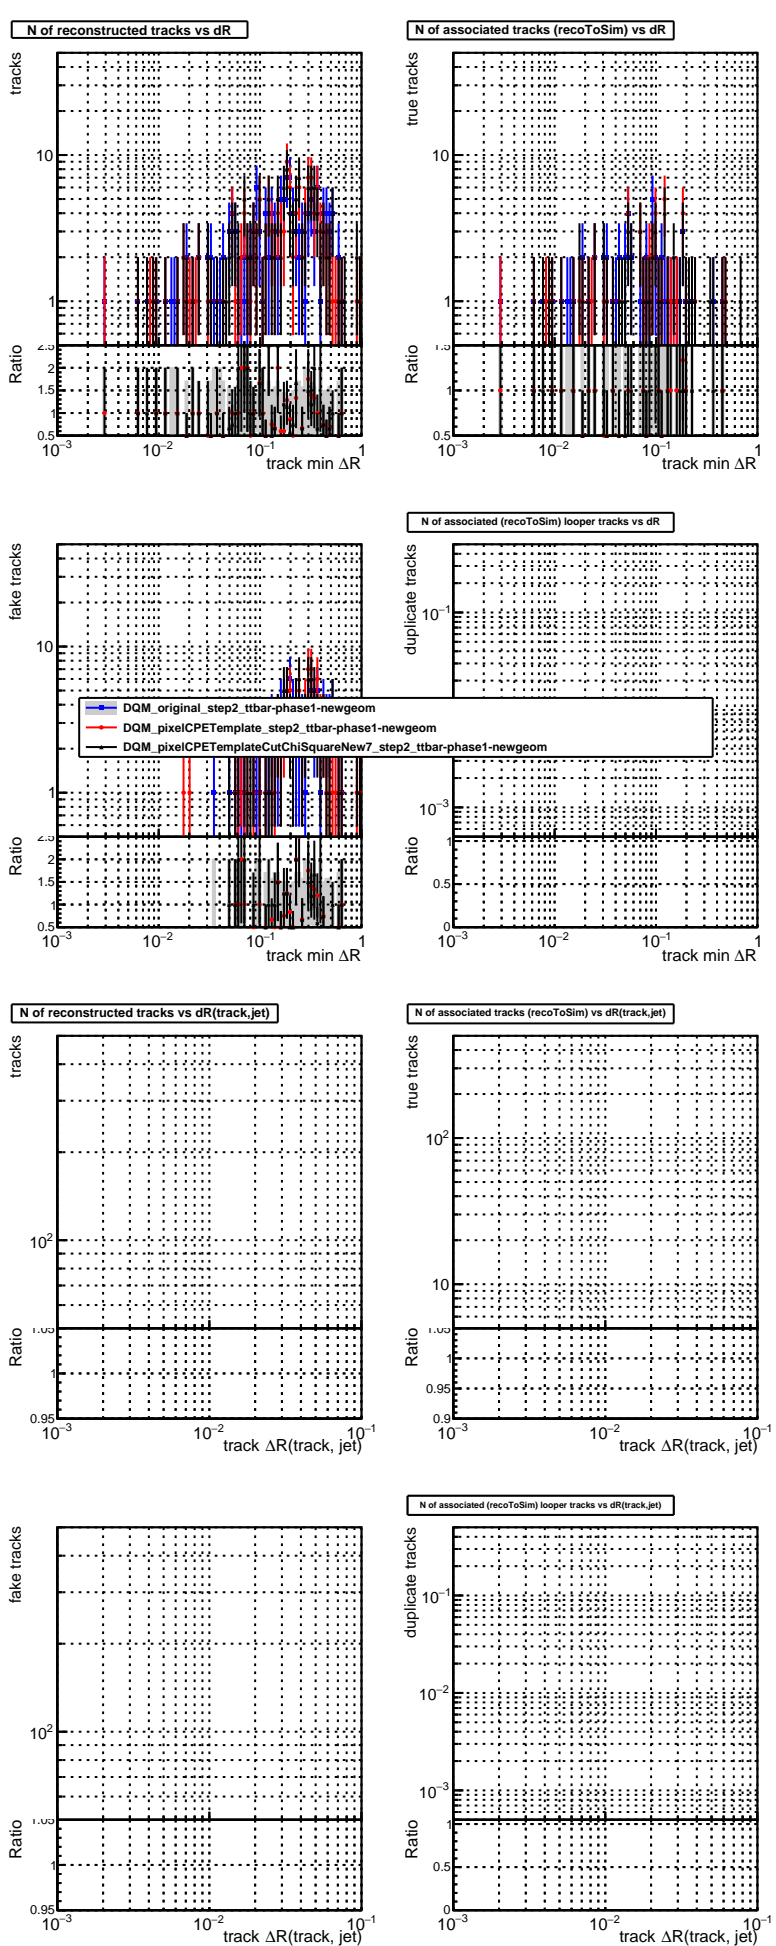 N of reconstructed tracks vs dR
N of associated tracks (recoToSim) vs dR
tracks
10
1
Ratio
2.5
2
1.5
1
0.5
10−3
10−2
10−1
1
track min ΔR
true tracks
10
1
Ratio
1.5
1
0.5
10−3
10−2
10−1
1
track min ΔR
N of associated (recoToSim) looper tracks vs dR
fake tracks
10
1
Ratio
2.5
2
1.5
1
0.5
10−3
10−2
10−1
1
track min ΔR
duplicate tracks
10−1
10−3
Ratio
1
0.5
0
10−3
10−2
10−1
1
track min ΔR
DQM_original_step2_ttbar-phase1-newgeom
DQM_pixelCPETemplate_step2_ttbar-phase1-newgeom
DQM_pixelCPETemplateCutChiSquareNew7_step2_ttbar-phase1-newgeom
N of reconstructed tracks vs dR(track,jet)
N of associated tracks (recoToSim) vs dR(track,jet)
tracks
102
Ratio
1.05
1
0.95
10−3
10−2
10−1
track ΔR(track, jet)
true tracks
102
10
Ratio
1.05
1
0.95
0.9
10−3
10−2
10−1
track ΔR(track, jet)
N of associated (recoToSim) looper tracks vs dR(track,jet)
fake tracks
102
Ratio
1.05
1
0.95
10−3
10−2
10−1
track ΔR(track, jet)
duplicate tracks
10−1
10−2
10−3
Ratio
1
0.5
0
10−3
10−2
10−1
track ΔR(track, jet)